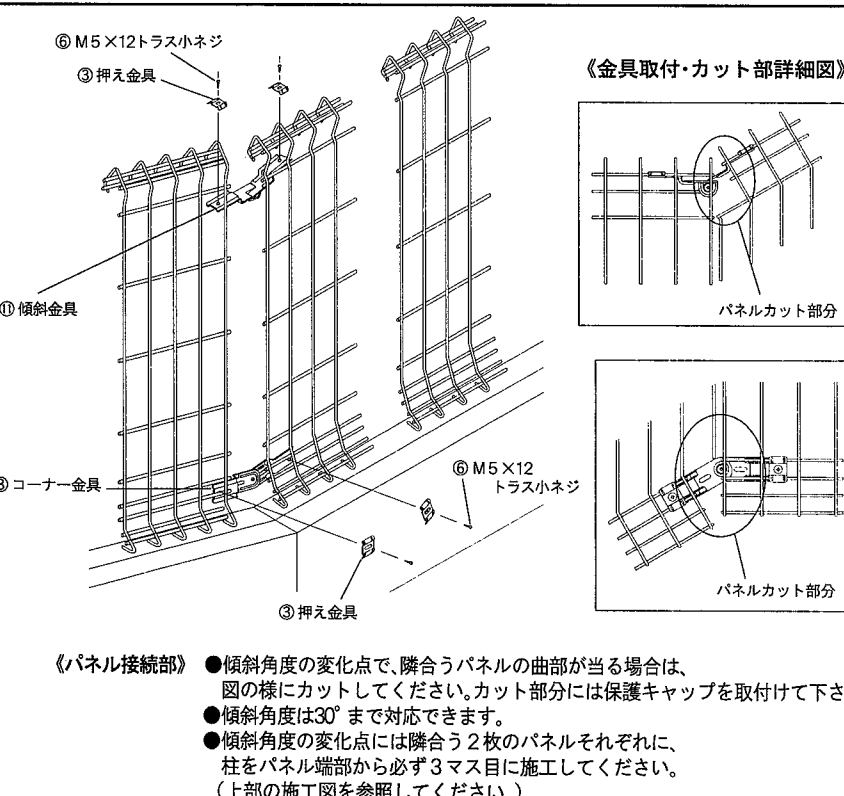 ⑥M5×12トラス小ネジ
③押え金具
《金具取付・カット部詳細図》
パネルカット部分
⑪傾斜金具
コーナー金具
⑥M5×12
トラス小ネジ
③押え金具
パネルカット部分
《パネル接続部》 ●傾斜角度の変化点で、隣合うパネルの曲部が当る場合は、
図の様にカットしてください。カット部分には保護キャップを取付けて下さ
●傾斜角度は30°まで対応できます。
●傾斜角度の変化点には隣合う2枚のパネルそれぞれに、
柱をパネル端部から必ず3マス目に施工してください。
(上部の施工図を参照してください。)